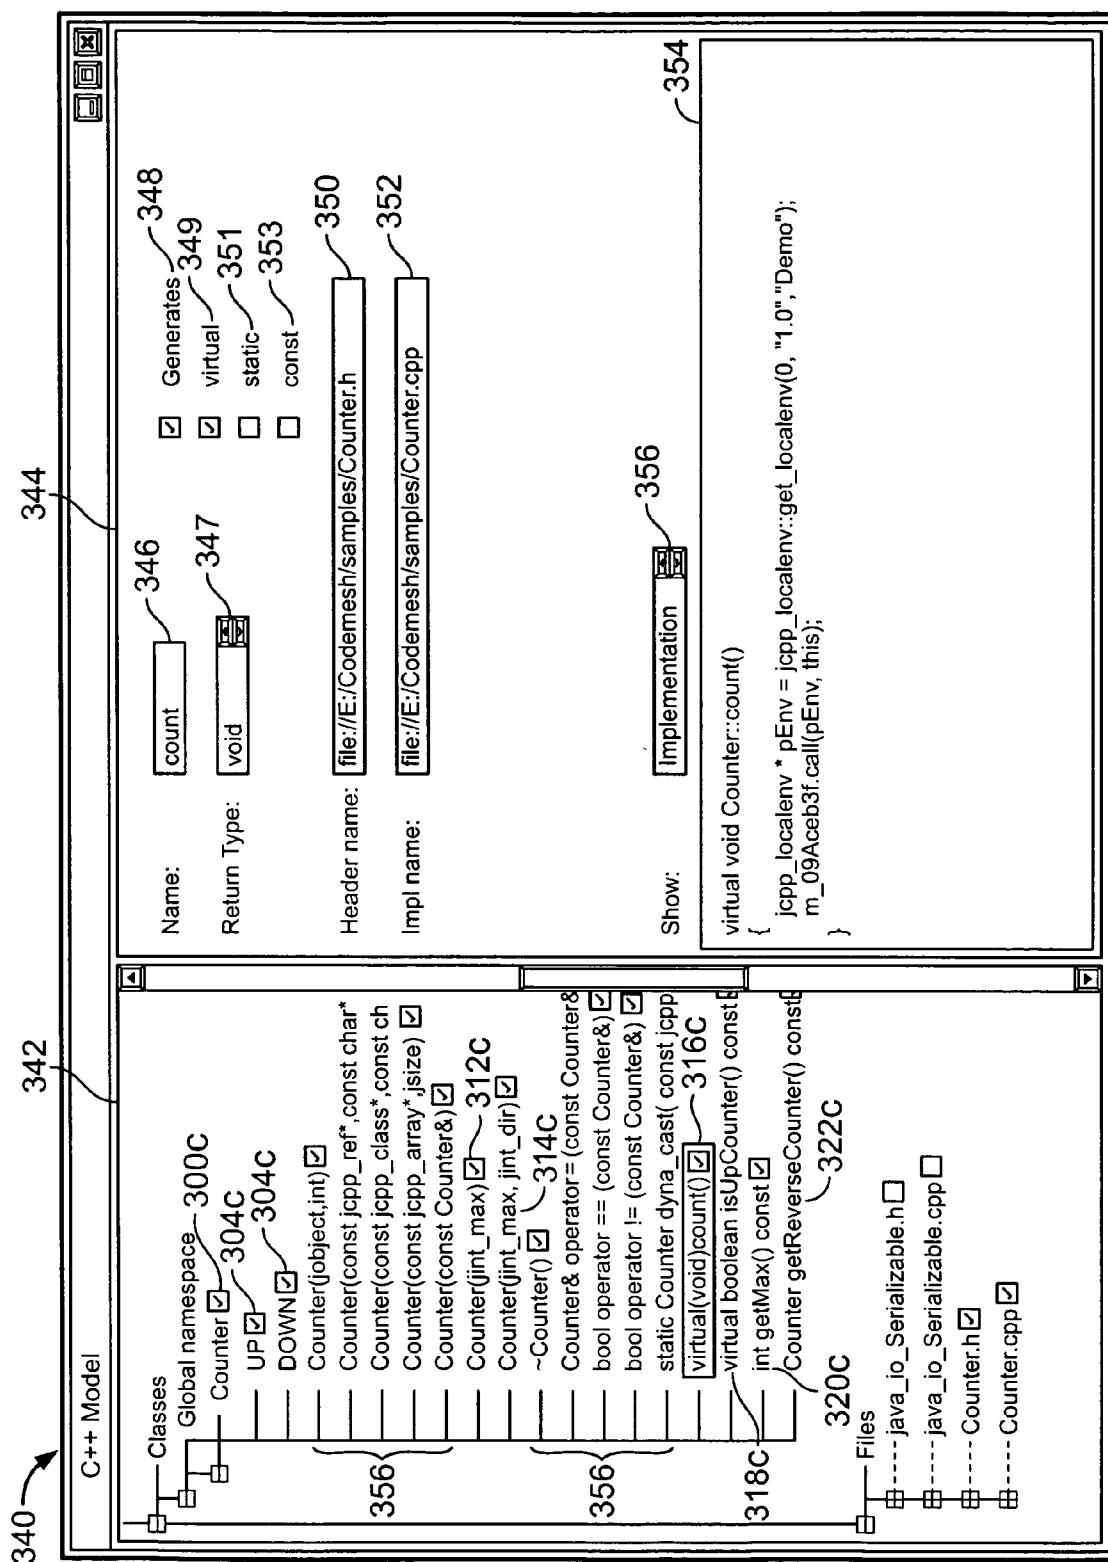 340
C++ Model
342
344
Classes
Global namespace
Counter 300C
304C
UP
DOWN 304C
Counter(jobject,int)
Counter(const jcpp_ref*,const char*
Counter(const jcpp_class*,const ch
Counter(const jcpp_array*,jsize)
Counter(const Counter&)
356
Counter(jint_max) 312C
Counter(jint_max, jint_dir)
314C
~Counter()
Counter& operator= (const Counter&
bool operator == (const Counter&)
bool operator != (const Counter&)
static Counter dyna_cast( const jcpp
356
virtual(void)count() 316C
virtual boolean isUpCounter() const
318C
int getMax() const
320C
Counter getReverseCounter() const
322C
Files
java_io_Serializable.h
java_io_Serializable.cpp
Counter.h
Counter.cpp
Name: count 346
Return Type: void 347
Generates 348
virtual 349
static 351
const 353
Header name: file://E:/Codemesh/samples/Counter.h 350
Impl name: file://E:/Codemesh/samples/Counter.cpp 352
Show: Implementation 356
354
virtual void Counter::count()
{
jcpp_localenv * pEnv = jcpp_localenv::get_localenv(0, "1.0","Demo");
m_09Aceb3f.call(pEnv, this);
}